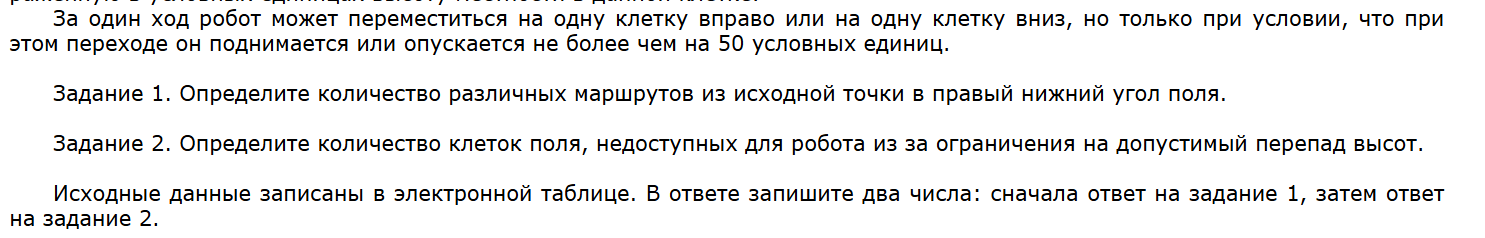 За один ход робот может переместиться на одну клетку вправо или на одну клетку вниз, но только при условии, что при
этом переходе он поднимается или опускается не более чем на 50 условных единиц.
Задание 1. Определите количество различных маршрутов из исходной точки в правый нижний угол поля.
Задание 2. Определите количество клеток поля, недоступных для робота из за ограничения на допустимый перепад высот.
Исходные данные записаны в электронной таблице. В ответе запишите два числа: сначала ответ на задание 1, затем ответ
на задание 2.